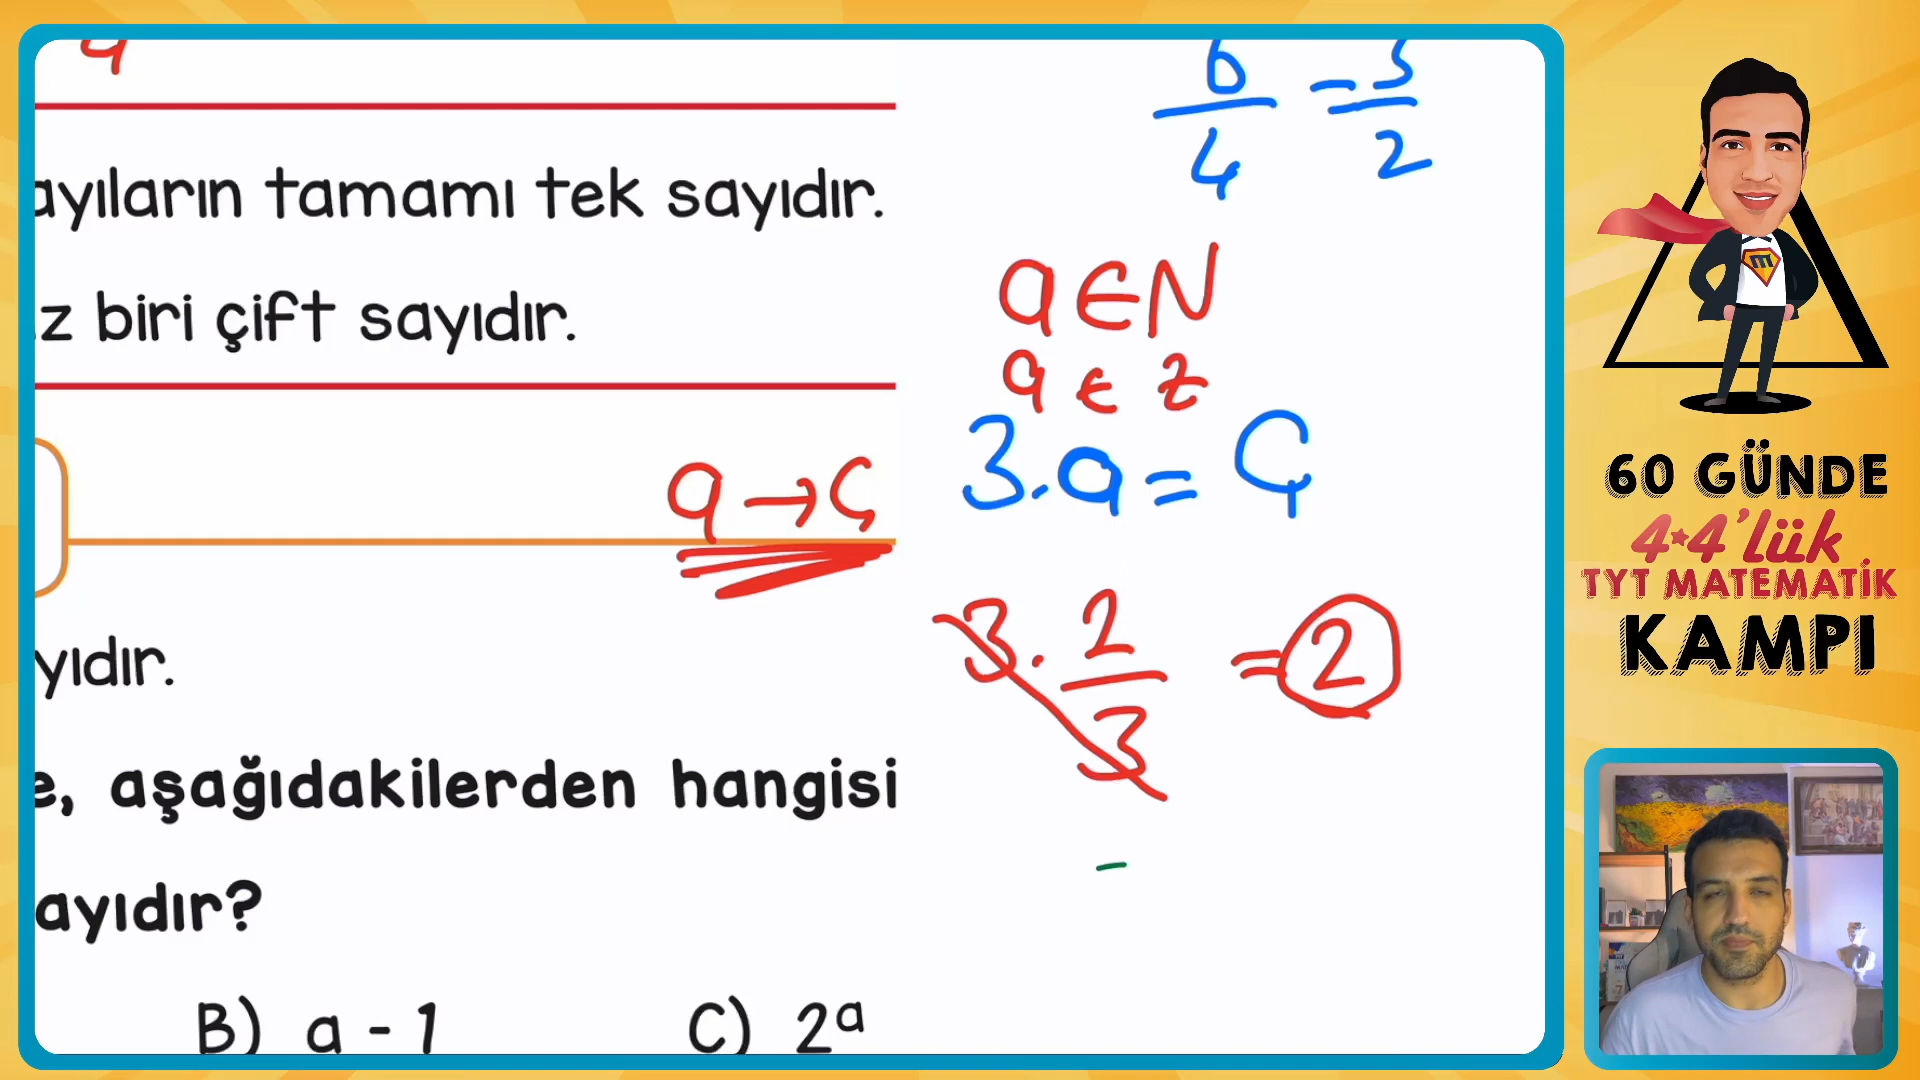 6/4 = 3/2
ayıların tamamı tek sayıdır.
z biri çift sayıdır.
a ∈ N
a ∈ Z
3.a = Ç
a → Ç
3. 2/3 = 2
yıdır.
e, aşağıdakilerden hangisi
ayıdır?
B) a - 1
C) 2ᵃ
m
60 GÜNDE
4★4'lük
TYT MATEMATİK
KAMPI